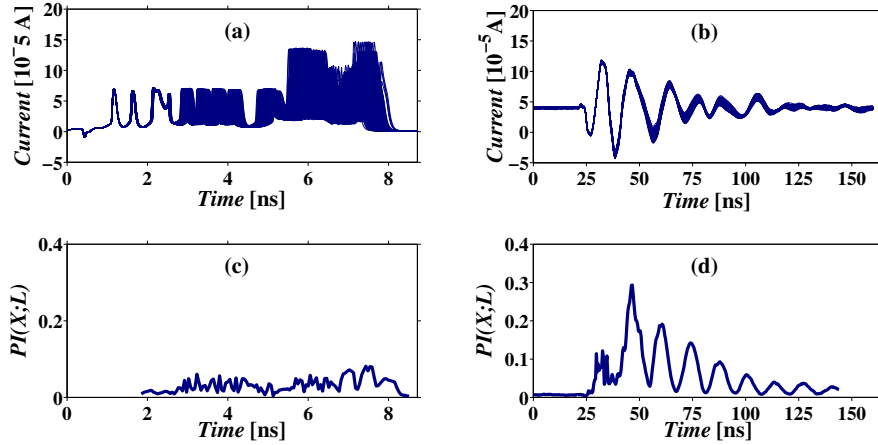 (a)
Current [10⁻5 A]
20
15
10
5
0
−5
0 2 4 6 8
Time [ns]
(b)
Current [10⁻⁵ A]
20
15
10
5
0
−5
0 25 50 75 100 125 150
Time [ns]
(c)
PI(X;L)
0.4
0.2
0
0 2 4 6 8
Time [ns]
(d)
PI(X;L)
0.4
0.3
0.2
0.1
0
0 25 50 75 100 125 150
Time [ns]